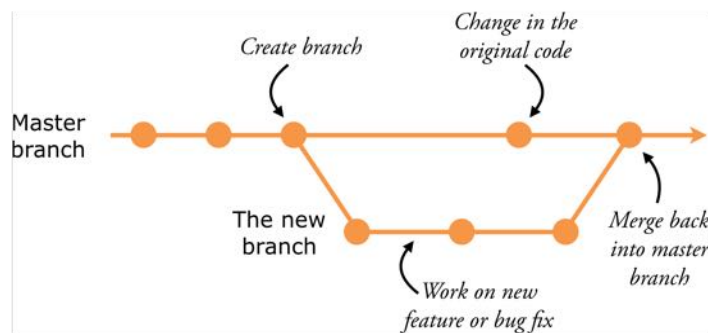 Create branch
Change in the
original code
Master
branch
The new
branch
Merge back
into master
branch
Work on new
feature or bug fix